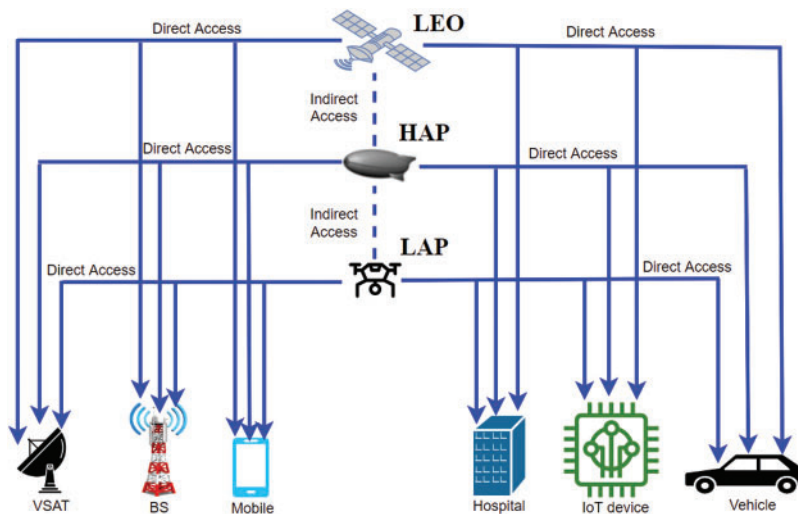 LEO
Direct Access
Direct Access
Indirect
Access
HAP
Direct Access
Direct Access
Indirect
Access
LAP
Direct Access
Direct Access
VSAT
BS
Mobile
Hospital
IoT device
Vehicle